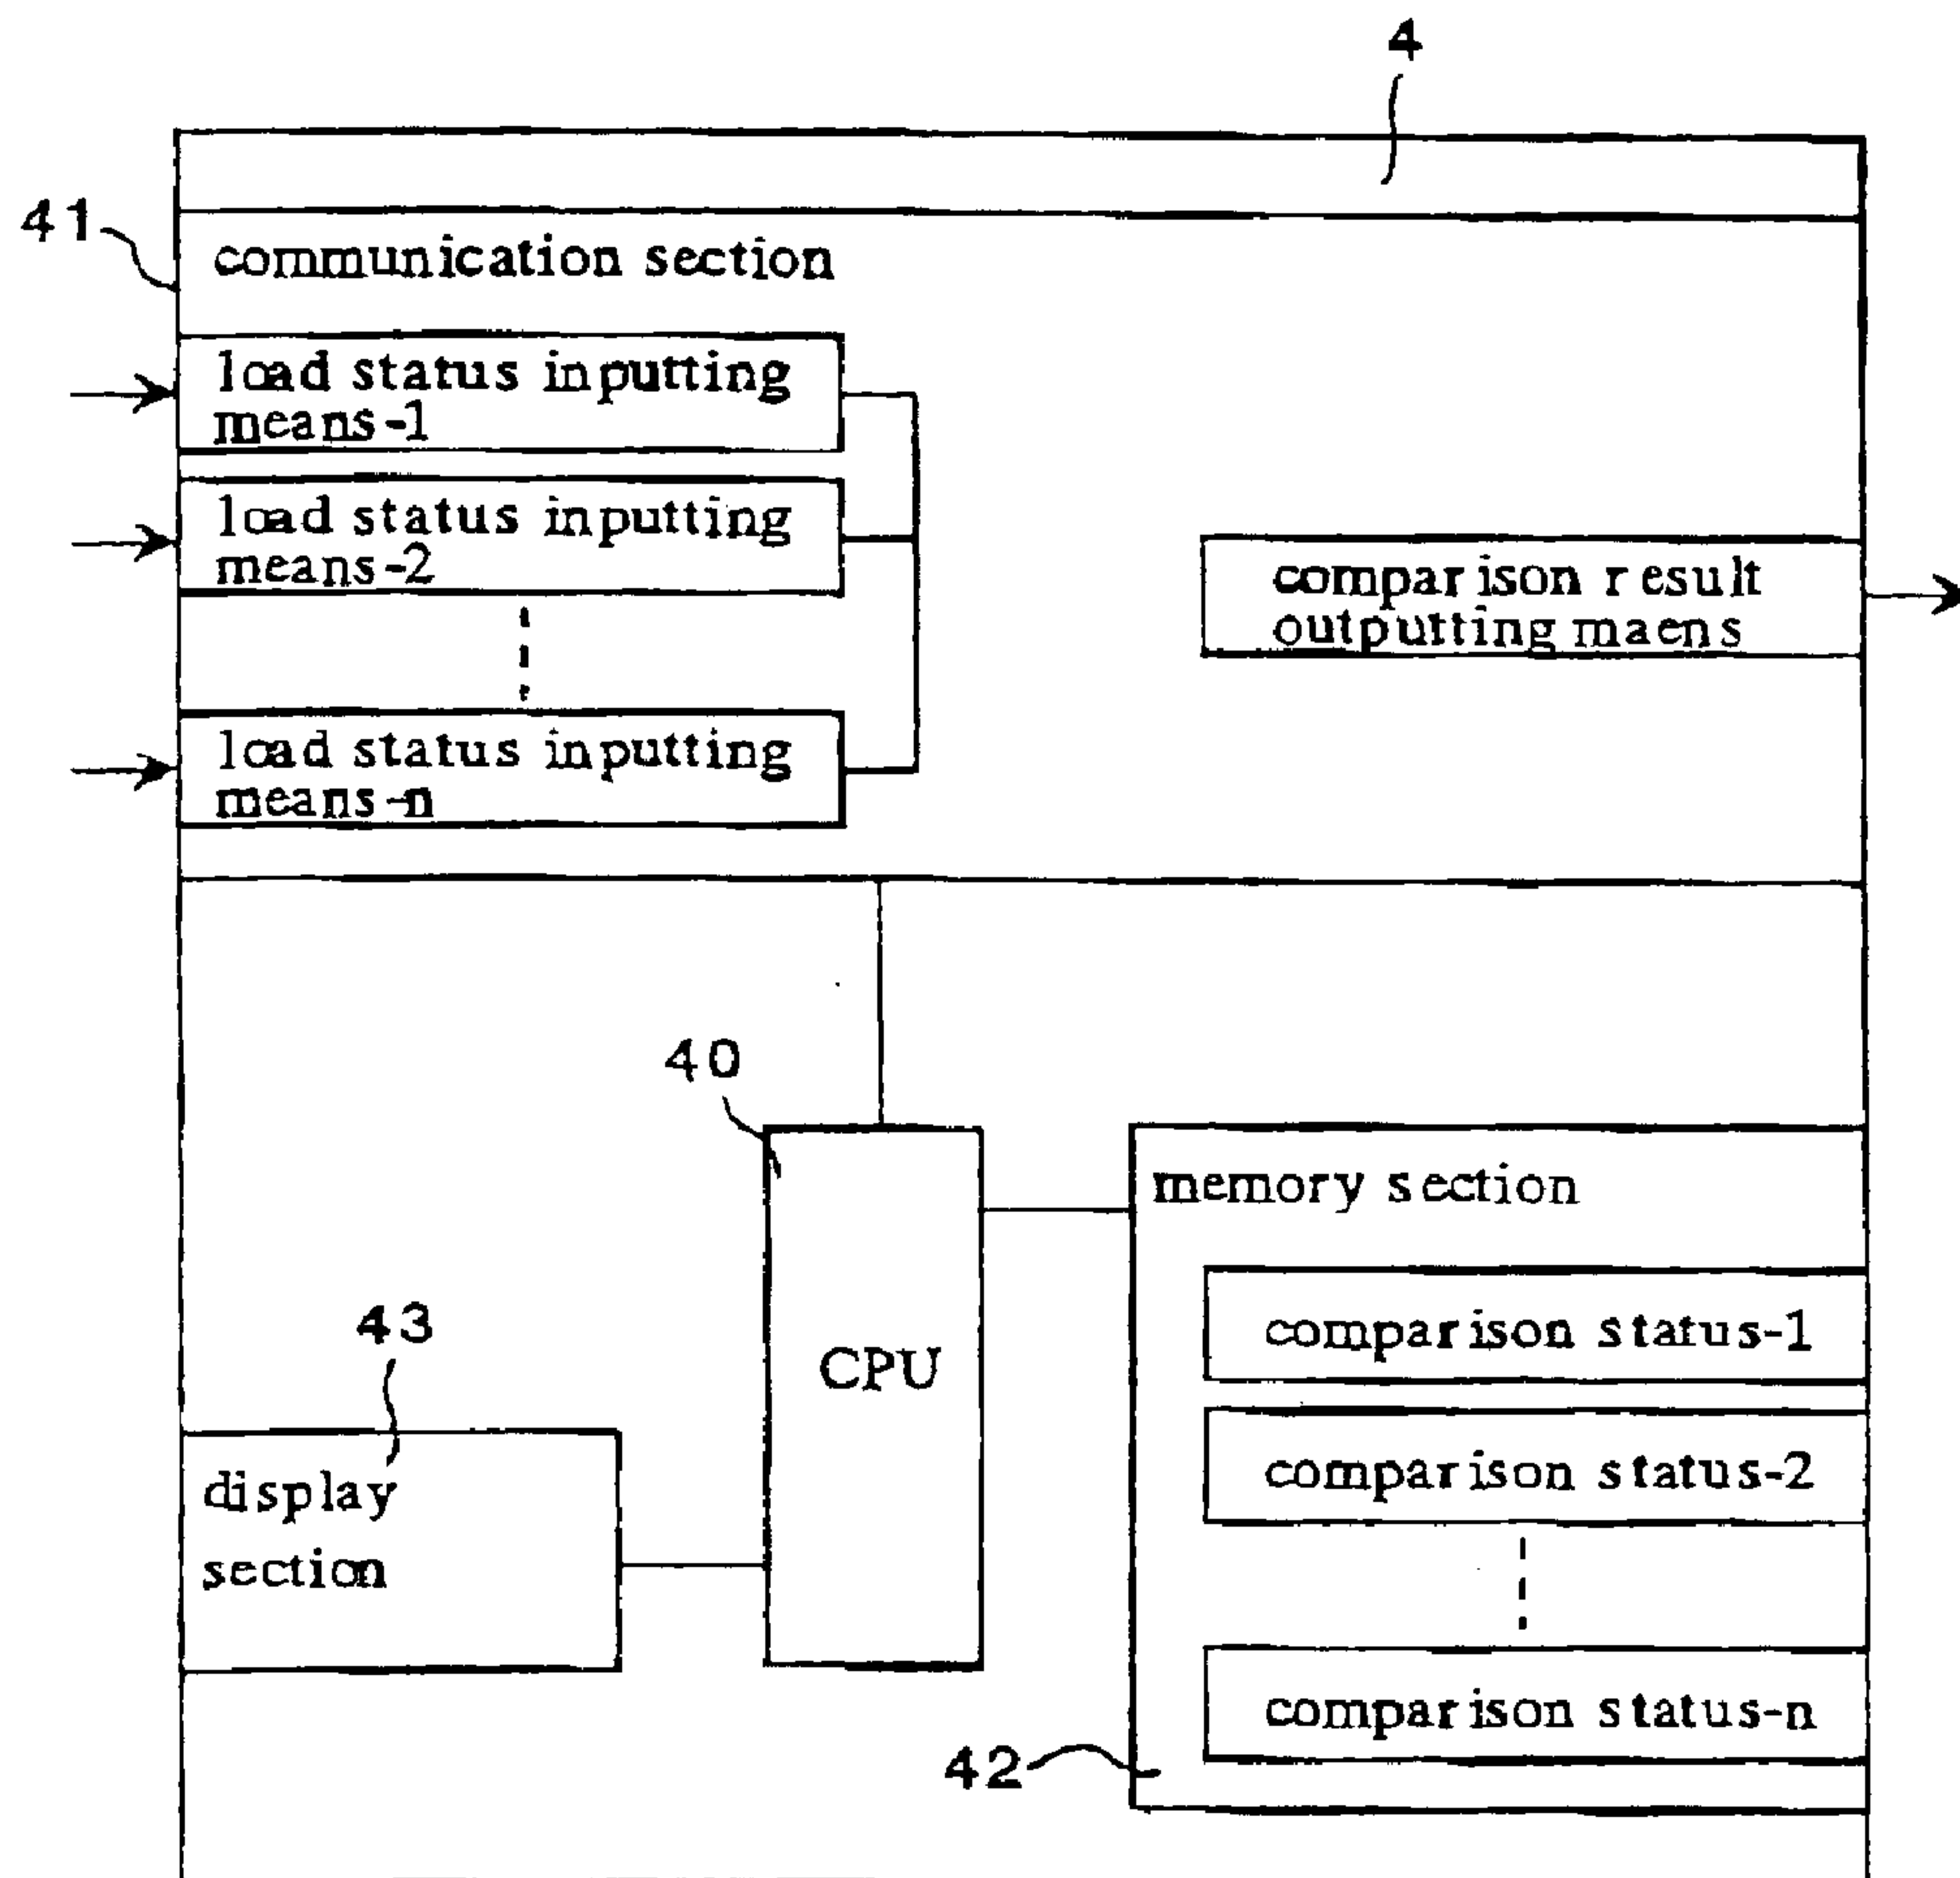 4
41
communication section
load status inputting
means-1
load status inputting
means-2
comparison result
outputting maens
load status inputting
means-n
40
memory section
comparison status-1
43
CPU
comparison status-2
display
section
comparison status-n
42